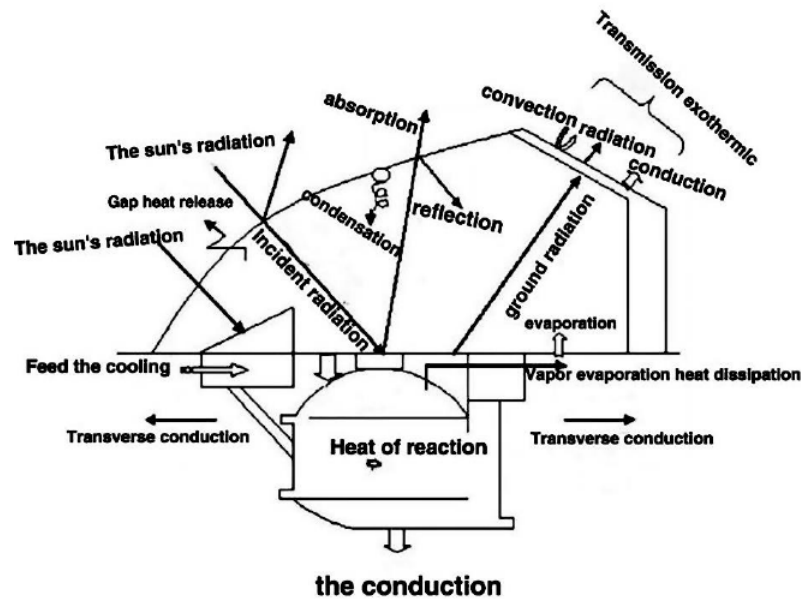 Transmission exothermic
convection
radiation
conduction
absorption
The sun's radiation
Gap heat release
The sun's radiation
condensation
reflection
Incident radiation
ground radiation
evaporation
Feed the cooling
Vapor evaporation heat dissipation
Transverse conduction
Heat of reaction
Transverse conduction
the conduction